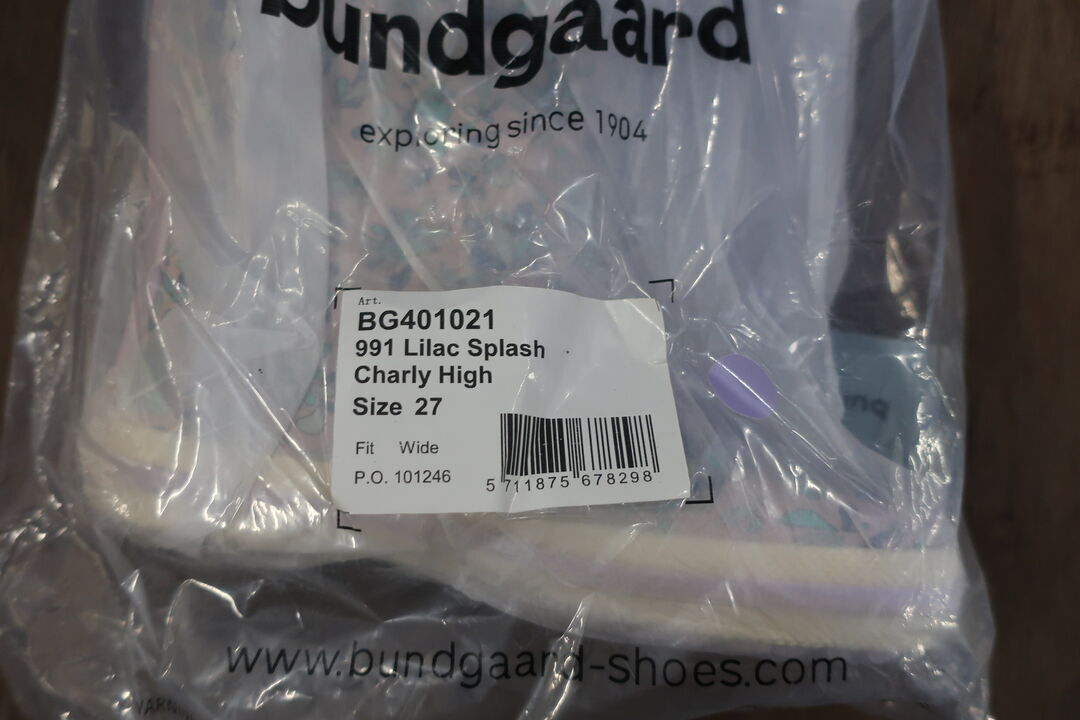 bundgaard
exploring since 1904
Art.
BG401021
991 Lilac Splash
Charly High
Size 27
Fit Wide
P.O. 101246
5 711875 678298
www.bundgaard-shoes.com